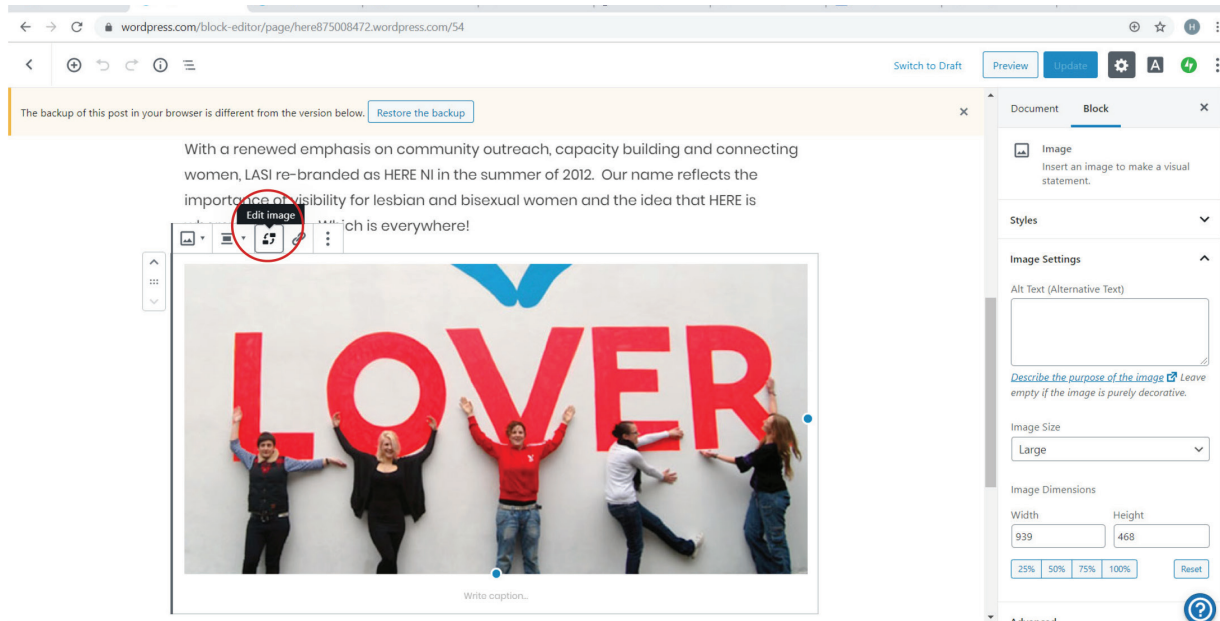 wordpress.com/block-editor/page/here875008472.wordpress.com/54
H
Switch to Draft
Preview
Update
A
The backup of this post in your browser is different from the version below.
Restore the backup
With a renewed emphasis on community outreach, capacity building and connecting
women, LASI re-branded as HERE NI in the summer of 2012. Our name reflects the
importance of visibility for lesbian and bisexual women and the idea that HERE is
Edit image
Which is everywhere!
LOVER
Write caption...
Document
Block
Image
Insert an image to make a visual
statement.
Styles
Image Settings
Alt Text (Alternative Text)
Describe the purpose of the image Leave
empty if the image is purely decorative.
Image Size
Large
Image Dimensions
Width
Height
939
468
25%
50%
75%
100%
Reset
Advanced